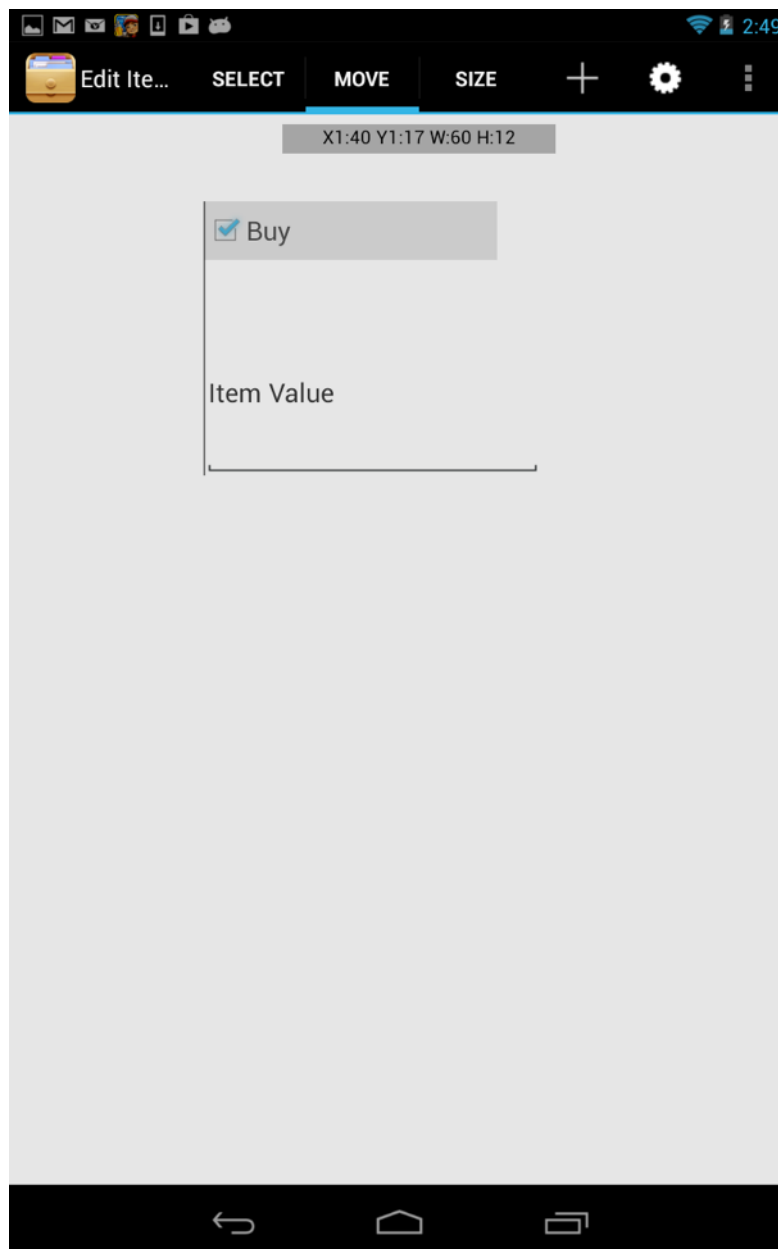 2:49
Edit Ite... SELECT MOVE SIZE
X1:40 Y1:17 W:60 H:12
Buy
Item Value